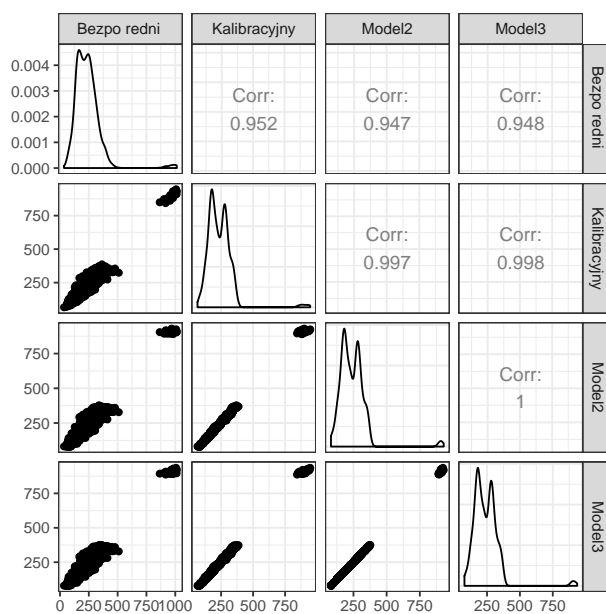 Bezpo redni Kalibracyjny Model2 Model3
0.004
0.003
0.002
0.001
0.000
Corr:
0.952
Corr:
0.947
Corr:
0.948
Bezpo redni
750
500
250
Corr:
0.997
Corr:
0.998
Kalibracyjny
750
500
250
Corr:
1
Model2
750
500
250
Model3
0 250 500 750 1000
250 500 750
250 500 750
250 500 750